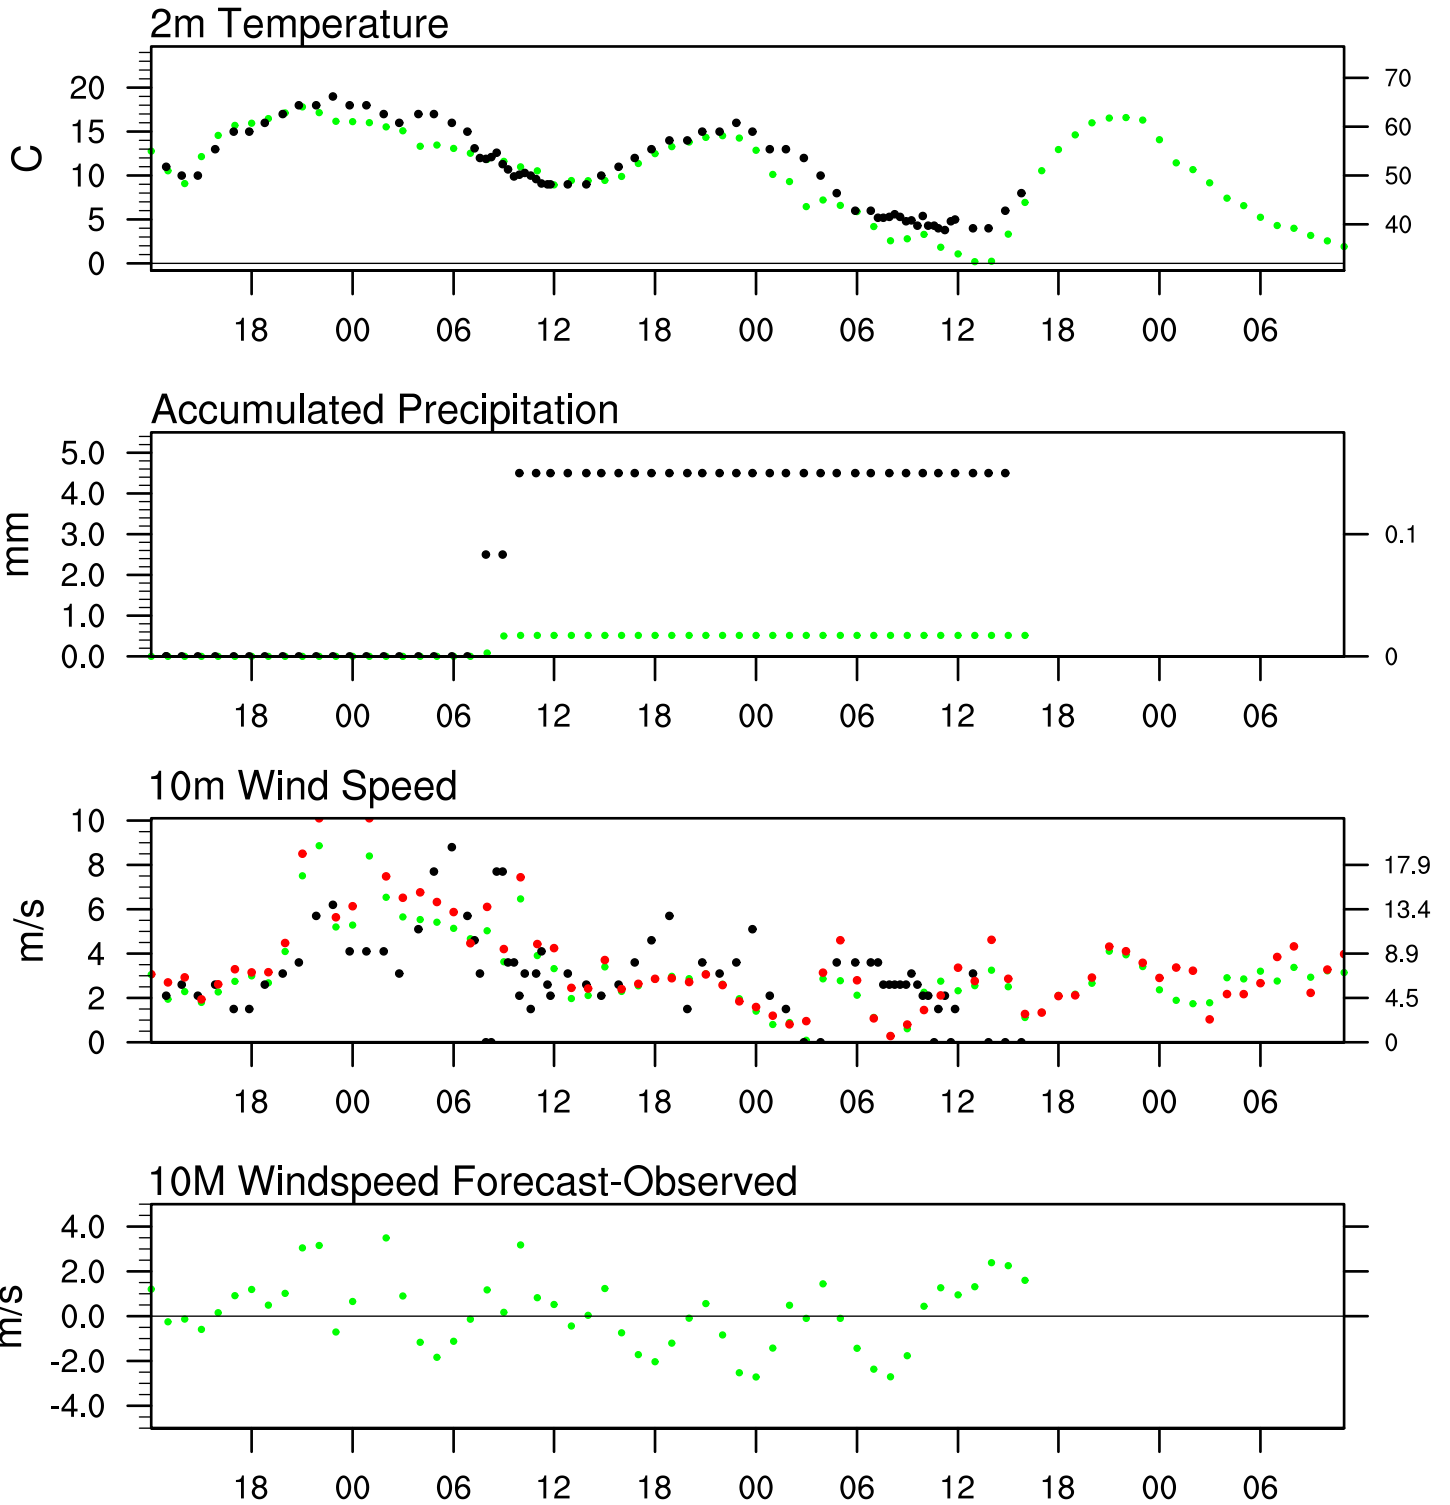 2m Temperature
20
15
10
5
0
C
70
60
50
40
18 00 06 12 18 00 06 12 18 00 06
Accumulated Precipitation
5.0
4.0
3.0
2.0
1.0
0.0
mm
0.1
0
18 00 06 12 18 00 06 12 18 00 06
10m Wind Speed
10
8
6
4
2
0
m/s
17.9
13.4
8.9
4.5
0
18 00 06 12 18 00 06 12 18 00 06
10M Windspeed Forecast-Observed
4.0
2.0
0.0
-2.0
-4.0
m/s
18 00 06 12 18 00 06 12 18 00 06